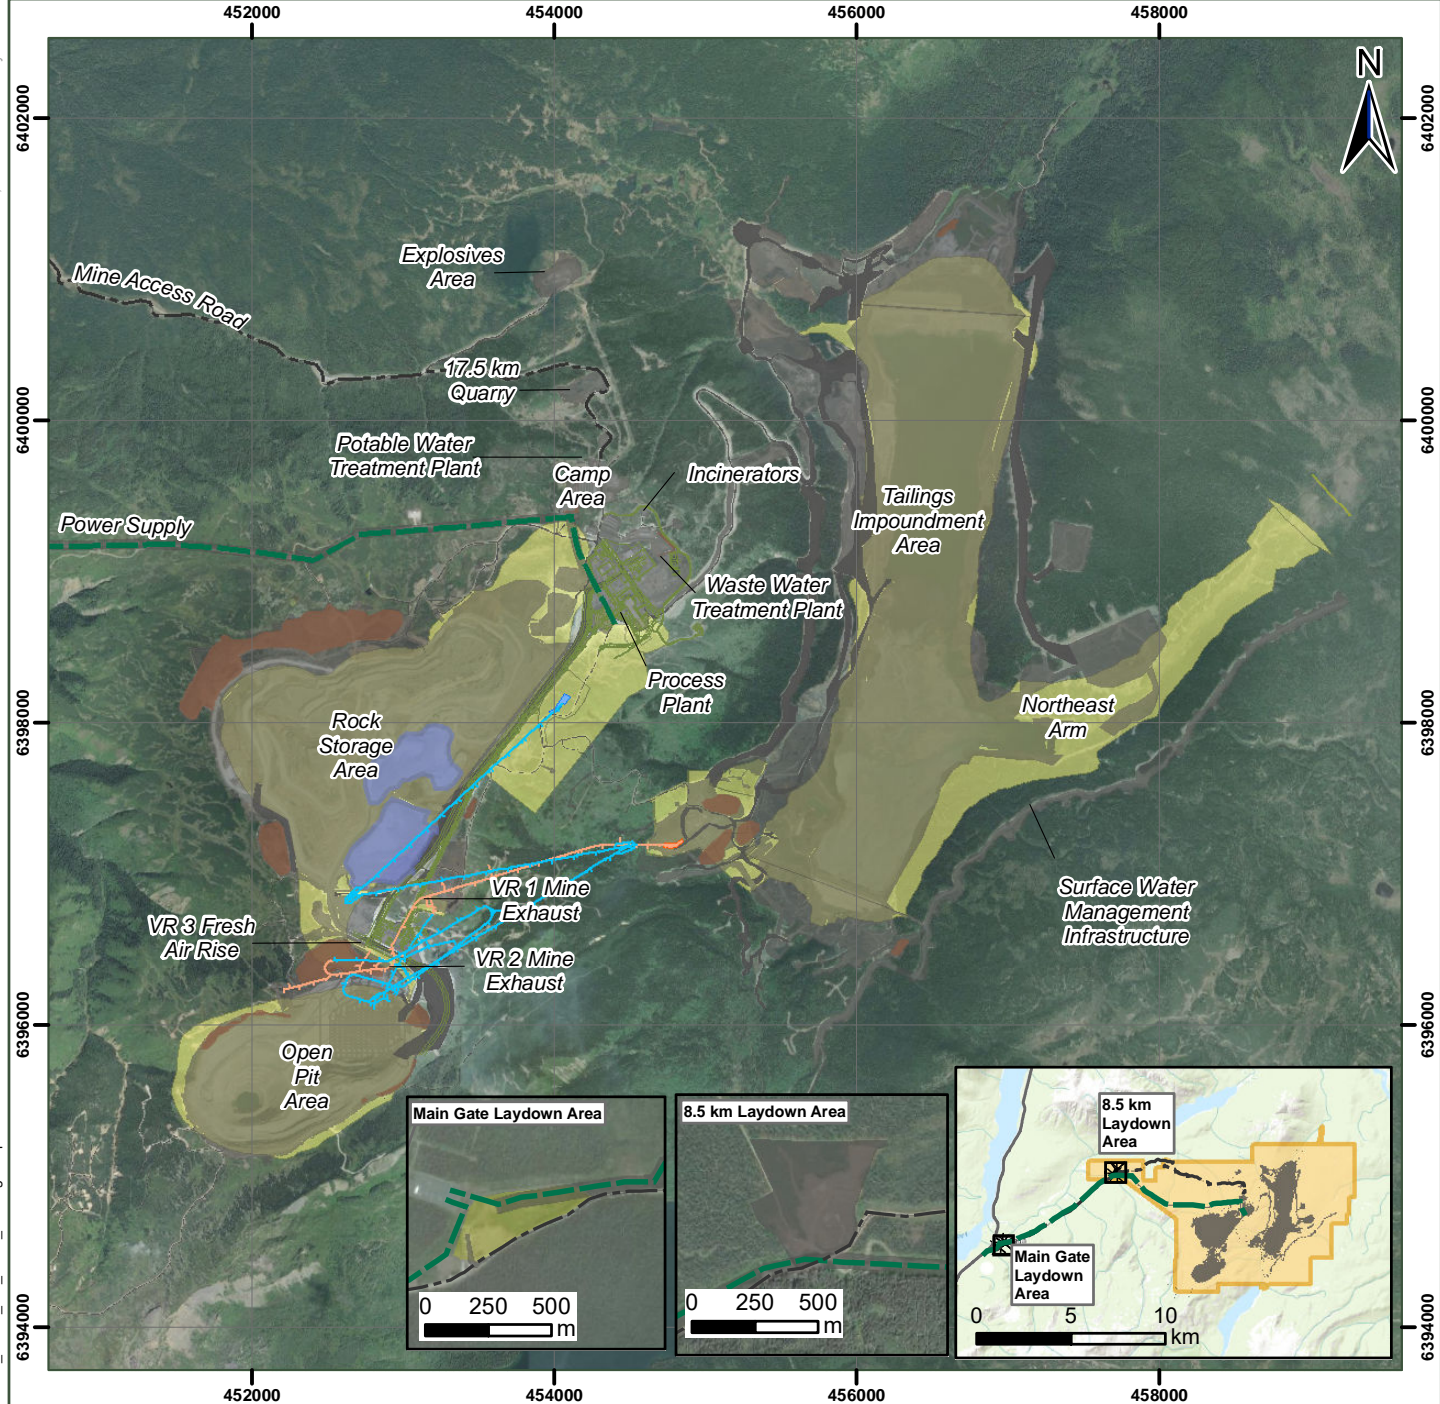 452000
454000
456000
458000
N
6402000
6402000
Explosives
Area
Mine Access Road
17.5 km
Quarry
6400000
6400000
Potable Water
Treatment Plant
Camp
Area
Incinerators
Tailings
Impoundment
Area
Power Supply
Waste Water
Treatment Plant
Process
Plant
Northeast
Arm
6398000
6398000
Rock
Storage
Area
VR 1 Mine
Exhaust
Surface Water
Management
Infrastructure
VR 3 Fresh
Air Rise
VR 2 Mine
Exhaust
6396000
6396000
Open
Pit
Area
Main Gate Laydown Area
0 250 500
m
8.5 km Laydown Area
0 250 500
m
8.5 km
Laydown
Area
Main Gate
Laydown
Area
0 5 10
km
6394000
6394000
452000
454000
456000
458000